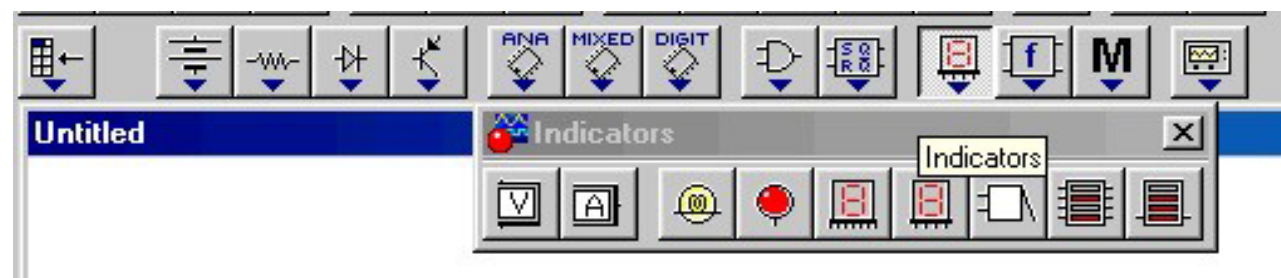 ANA MIXED DIGIT
S Q
R Q
f M
Untitled
Indicators
Indicators
V A